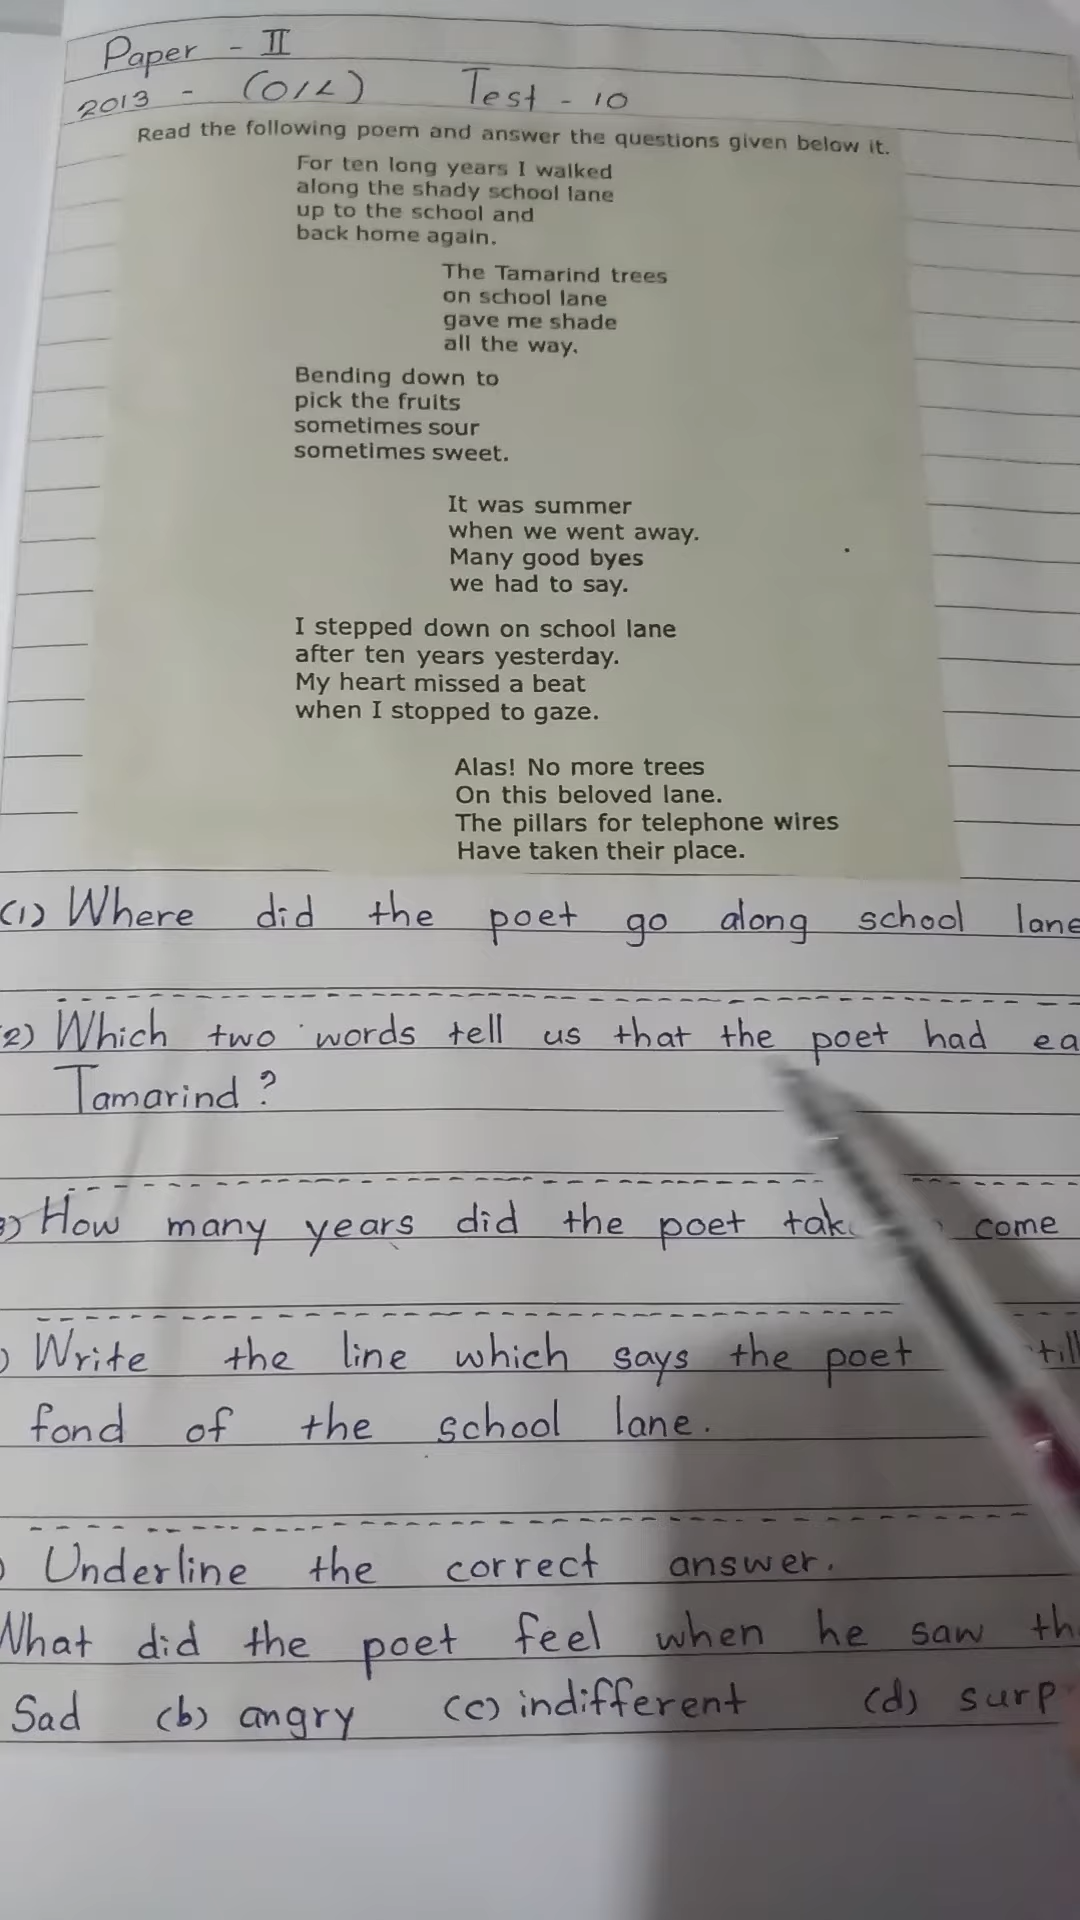 Paper - II
2013 - (O/L) Test - 10
Read the following poem and answer the questions given below it.
For ten long years I walked
along the shady school lane
up to the school and
back home again.
The Tamarind trees
on school lane
gave me shade
all the way.
Bending down to
pick the fruits
sometimes sour
sometimes sweet.
It was summer
when we went away.
Many good byes
we had to say.
I stepped down on school lane
after ten years yesterday.
My heart missed a beat
when I stopped to gaze.
Alas! No more trees
On this beloved lane.
The pillars for telephone wires
Have taken their place.
(1) Where did the poet go along school lane
2) Which two words tell us that the poet had ea
Tamarind ?
) How many years did the poet come
) Write the line which says the poet till
fond of the school lane.
) Underline the correct answer.
What did the poet feel when he saw th
Sad (b) angry (c) indifferent (d) surp